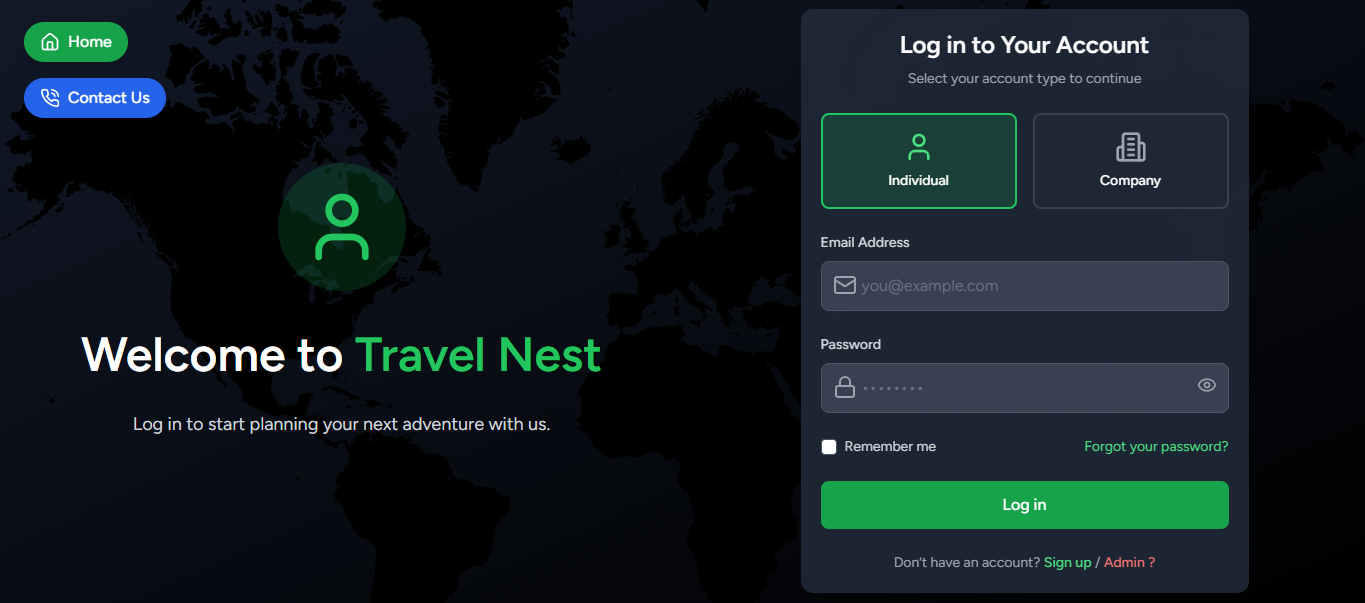 Home
Contact Us
Welcome to Travel Nest
Log in to start planning your next adventure with us.
Log in to Your Account
Select your account type to continue
Individual
Company
Email Address
you@example.com
Password
••••••••
Remember me
Forgot your password?
Log in
Don't have an account? Sign up / Admin ?